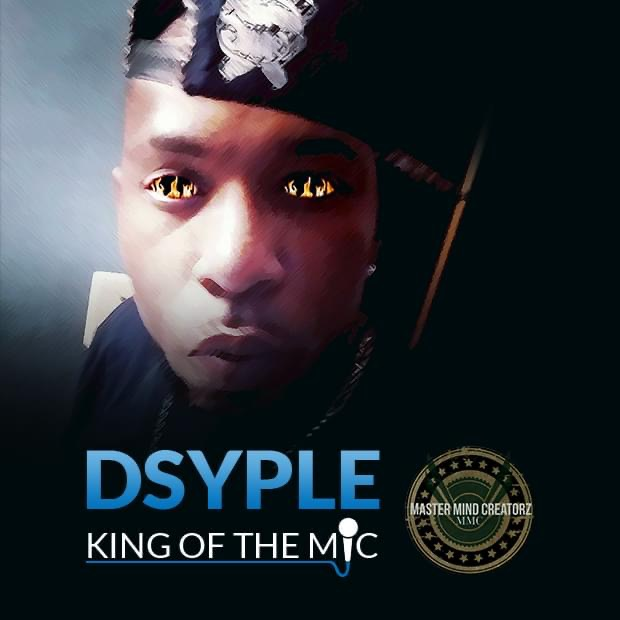 DSYPLE
KING OF THE MIC
MASTER MIND CREATORZ
MMC